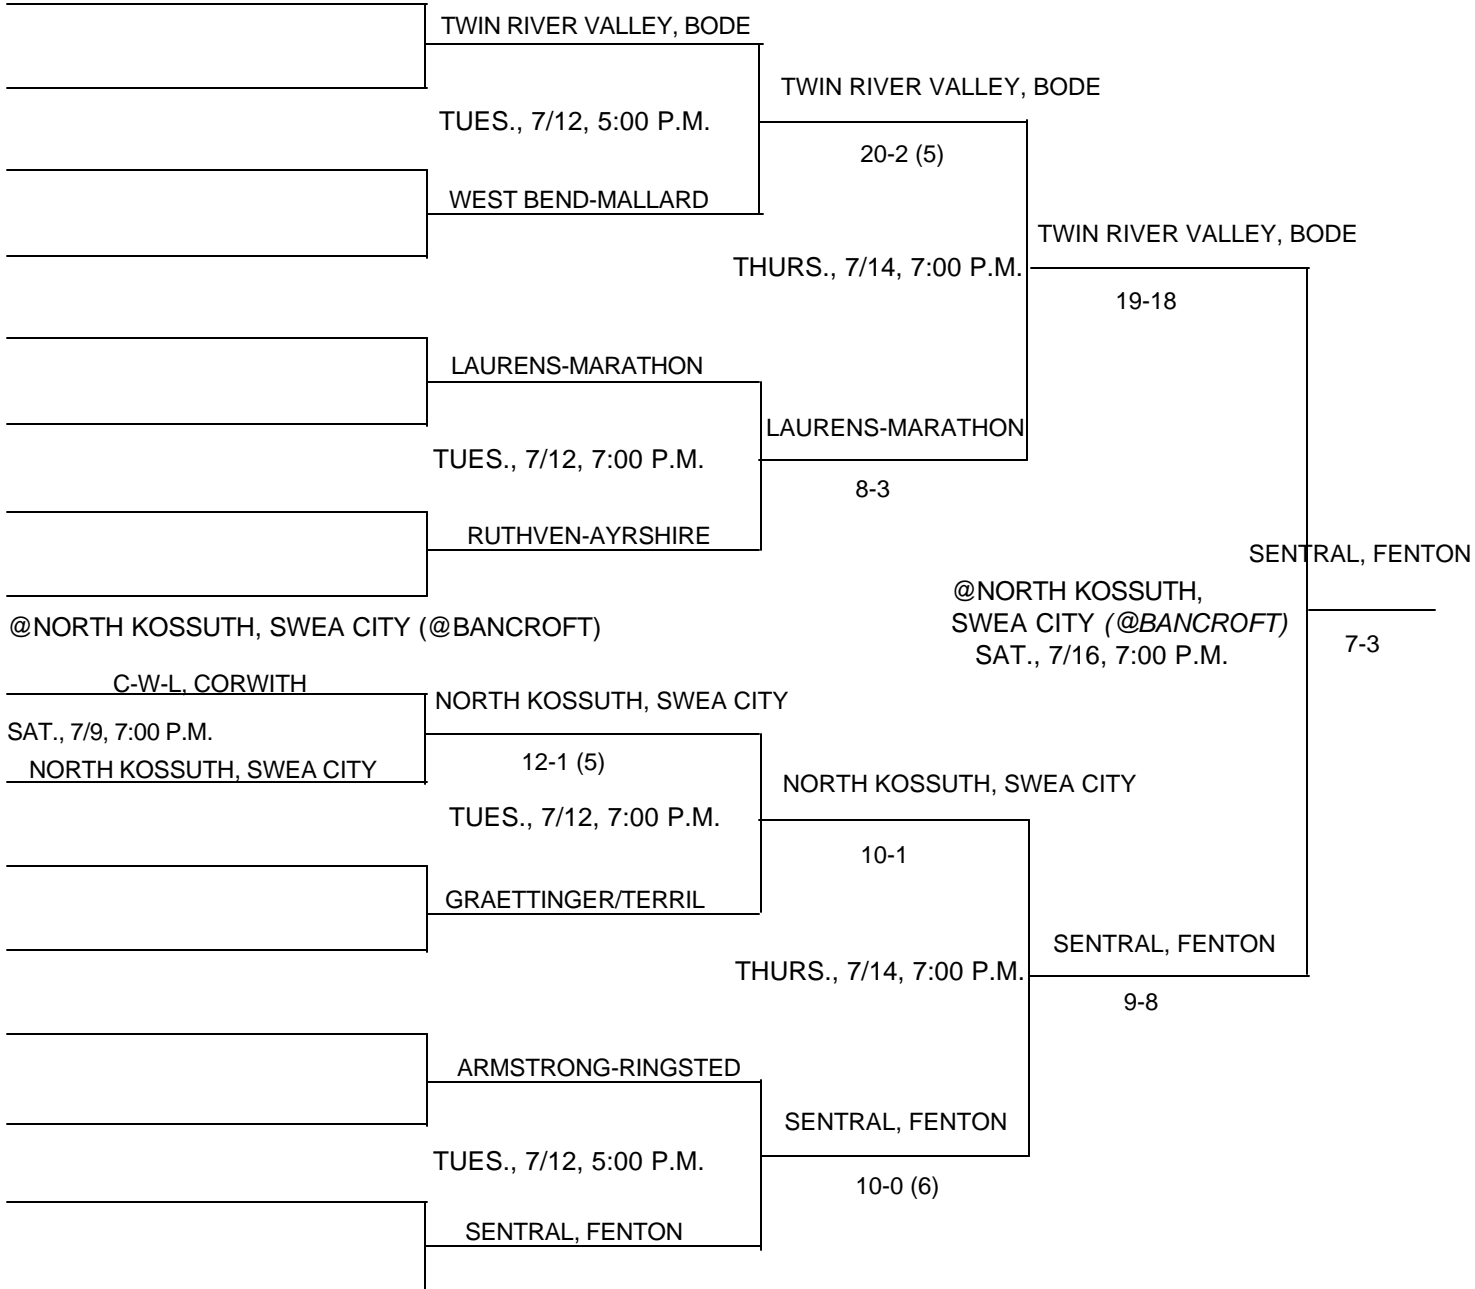 TWIN RIVER VALLEY, BODE
TWIN RIVER VALLEY, BODE
TUES., 7/12, 5:00 P.M.
20-2 (5)
WEST BEND-MALLARD
TWIN RIVER VALLEY, BODE
THURS., 7/14, 7:00 P.M.
19-18
LAURENS-MARATHON
LAURENS-MARATHON
TUES., 7/12, 7:00 P.M.
8-3
RUTHVEN-AYRSHIRE
SENTRAL, FENTON
@NORTH KOSSUTH,
SWEA CITY (@BANCROFT)
SAT., 7/16, 7:00 P.M.
7-3
@NORTH KOSSUTH, SWEA CITY (@BANCROFT)
C-W-L, CORWITH
NORTH KOSSUTH, SWEA CITY
SAT., 7/9, 7:00 P.M.
NORTH KOSSUTH, SWEA CITY
12-1 (5)
NORTH KOSSUTH, SWEA CITY
TUES., 7/12, 7:00 P.M.
10-1
GRAETTINGER/TERRIL
SENTRAL, FENTON
THURS., 7/14, 7:00 P.M.
9-8
ARMSTRONG-RINGSTED
SENTRAL, FENTON
TUES., 7/12, 5:00 P.M.
10-0 (6)
SENTRAL, FENTON